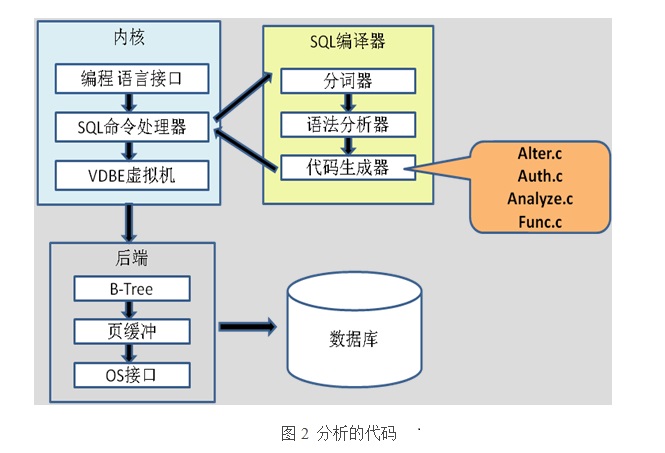 内核
编程语言接口
SQL命令处理器
VDBE虚拟机
SQL编译器
分词器
语法分析器
代码生成器
Alter.c
Auth.c
Analyze.c
Func.c
后端
B-Tree
页缓冲
OS接口
数据库
图 2 分析的代码